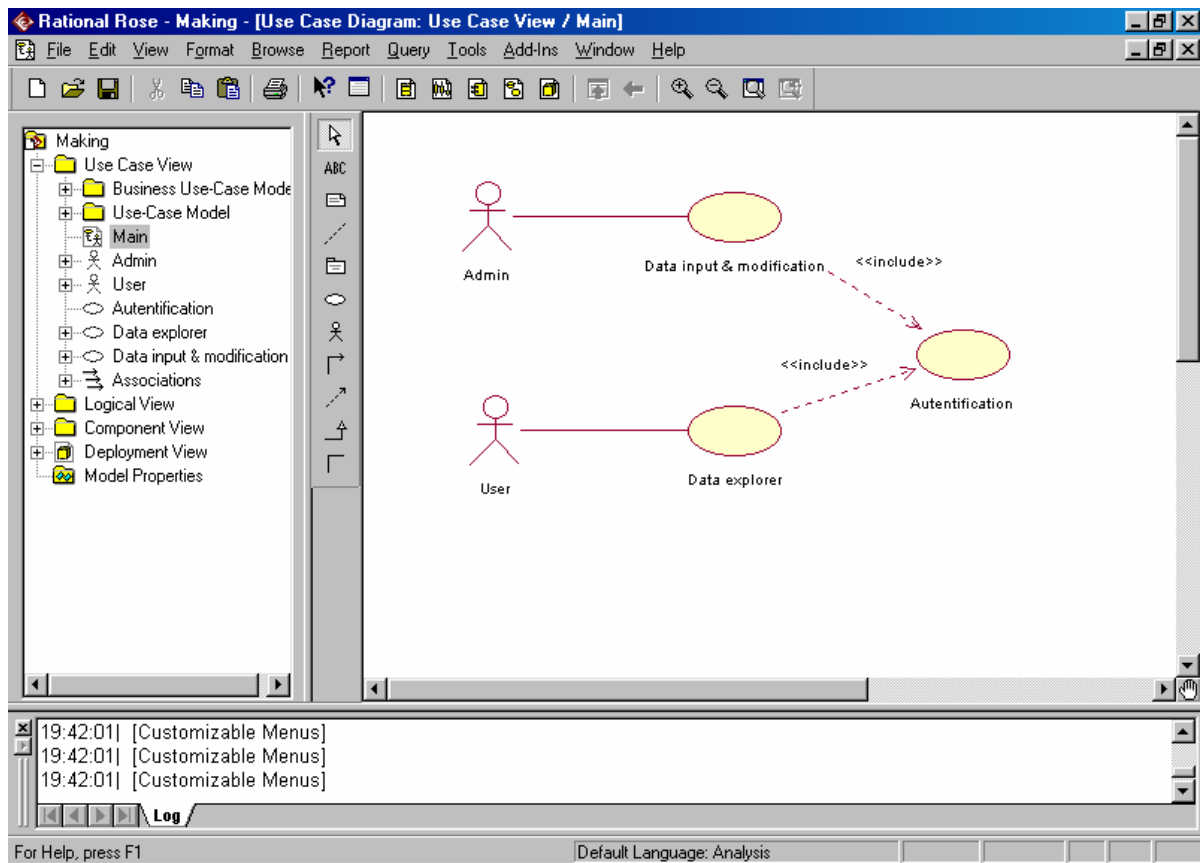 Rational Rose - Making - [Use Case Diagram: Use Case View / Main]
File Edit View Format Browse Report Query Tools Add-Ins Window Help
Making
Use Case View
Business Use-Case Mode
Use-Case Model
Main
Admin
User
Autentification
Data explorer
Data input & modification
Associations
Logical View
Component View
Deployment View
Model Properties
ABC
Admin
Data input & modification
<<include>>
<<include>>
Autentification
User
Data explorer
19:42:01| [Customizable Menus]
19:42:01| [Customizable Menus]
19:42:01| [Customizable Menus]
Log
For Help, press F1
Default Language: Analysis